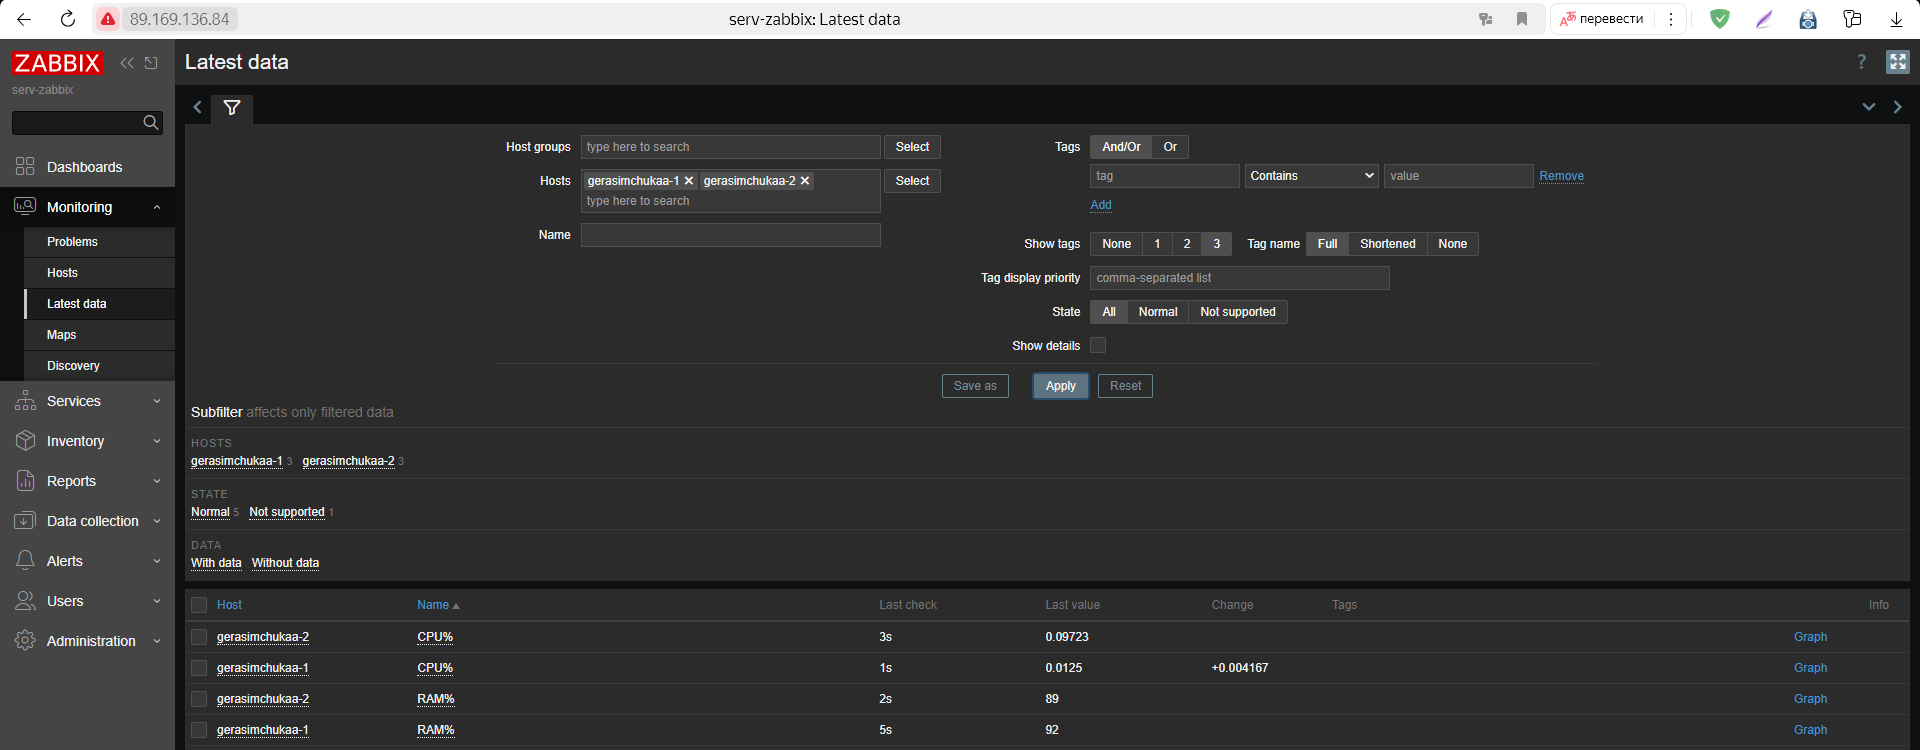 89.169.136.84 serv-zabbix: Latest data перевести
ZABBIX
serv-zabbix
Dashboards
Monitoring
Problems
Hosts
Latest data
Maps
Discovery
Services
Inventory
Reports
Data collection
Alerts
Users
Administration
Latest data ?
Host groups type here to search Select
Hosts gerasimchukaa-1 gerasimchukaa-2 Select
type here to search
Name
Tags And/Or Or
tag Contains value Remove
Add
Show tags None 1 2 3 Tag name Full Shortened None
Tag display priority comma-separated list
State All Normal Not supported
Show details
Save as Apply Reset
Subfilter affects only filtered data
HOSTS
gerasimchukaa-1 3 gerasimchukaa-2 3
STATE
Normal 5 Not supported 1
DATA
With data Without data
Host Name Last check Last value Change Tags Info
gerasimchukaa-2 CPU% 3s 0.09723 Graph
gerasimchukaa-1 CPU% 1s 0.0125 +0.004167 Graph
gerasimchukaa-2 RAM% 2s 89 Graph
gerasimchukaa-1 RAM% 5s 92 Graph